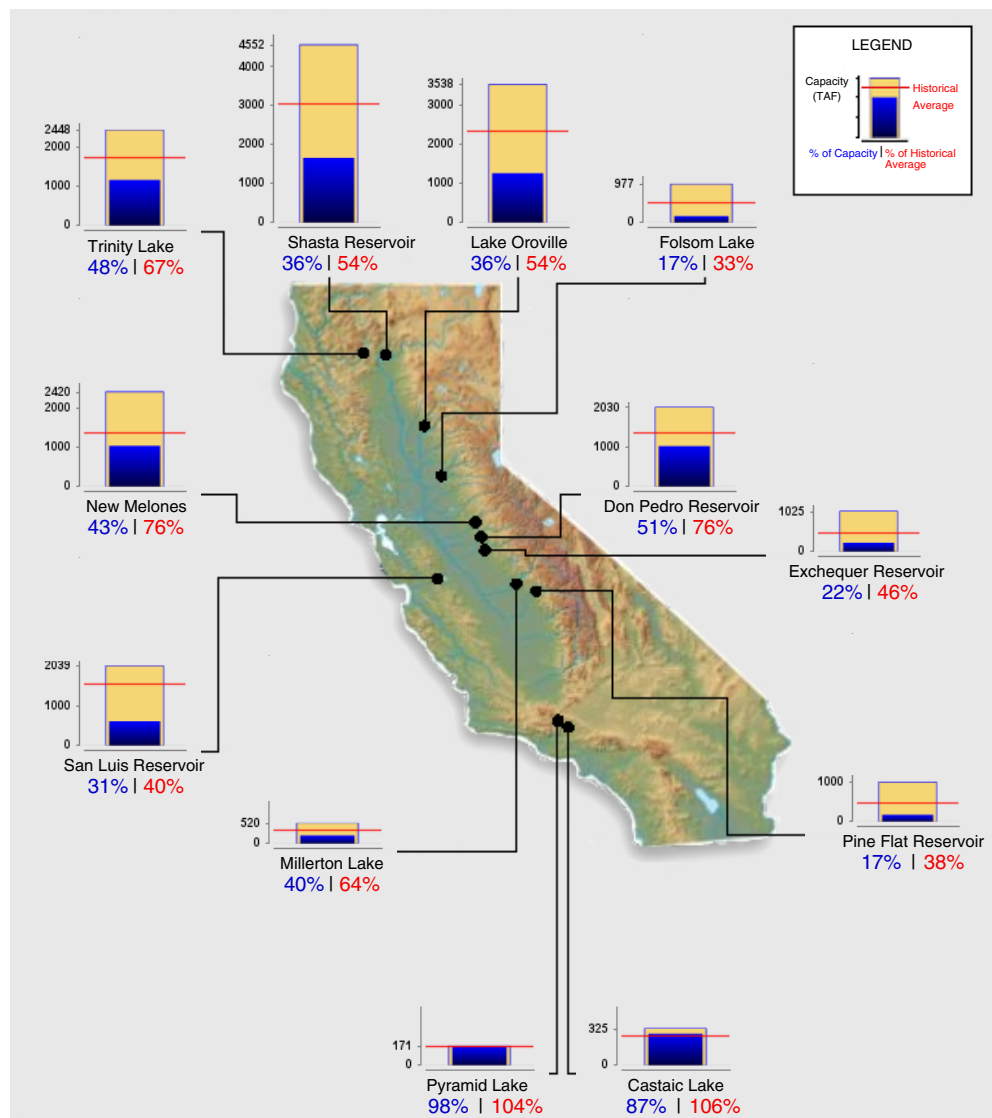 LEGEND
Capacity
(TAF)
Historical
Average
% of Capacity | % of Historical
Average
2448
2000
1000
0
Trinity Lake
48% | 67%
4552
4000
3000
2000
1000
0
Shasta Reservoir
36% | 54%
3538
3000
2000
1000
0
Lake Oroville
36% | 54%
977
0
Folsom Lake
17% | 33%
2420
2000
1000
0
New Melones
43% | 76%
2030
1000
0
Don Pedro Reservoir
51% | 76%
1025
0
Exchequer Reservoir
22% | 46%
2039
1000
0
San Luis Reservoir
31% | 40%
520
0
Millerton Lake
40% | 64%
1000
0
Pine Flat Reservoir
17% | 38%
171
0
Pyramid Lake
98% | 104%
325
0
Castaic Lake
87% | 106%